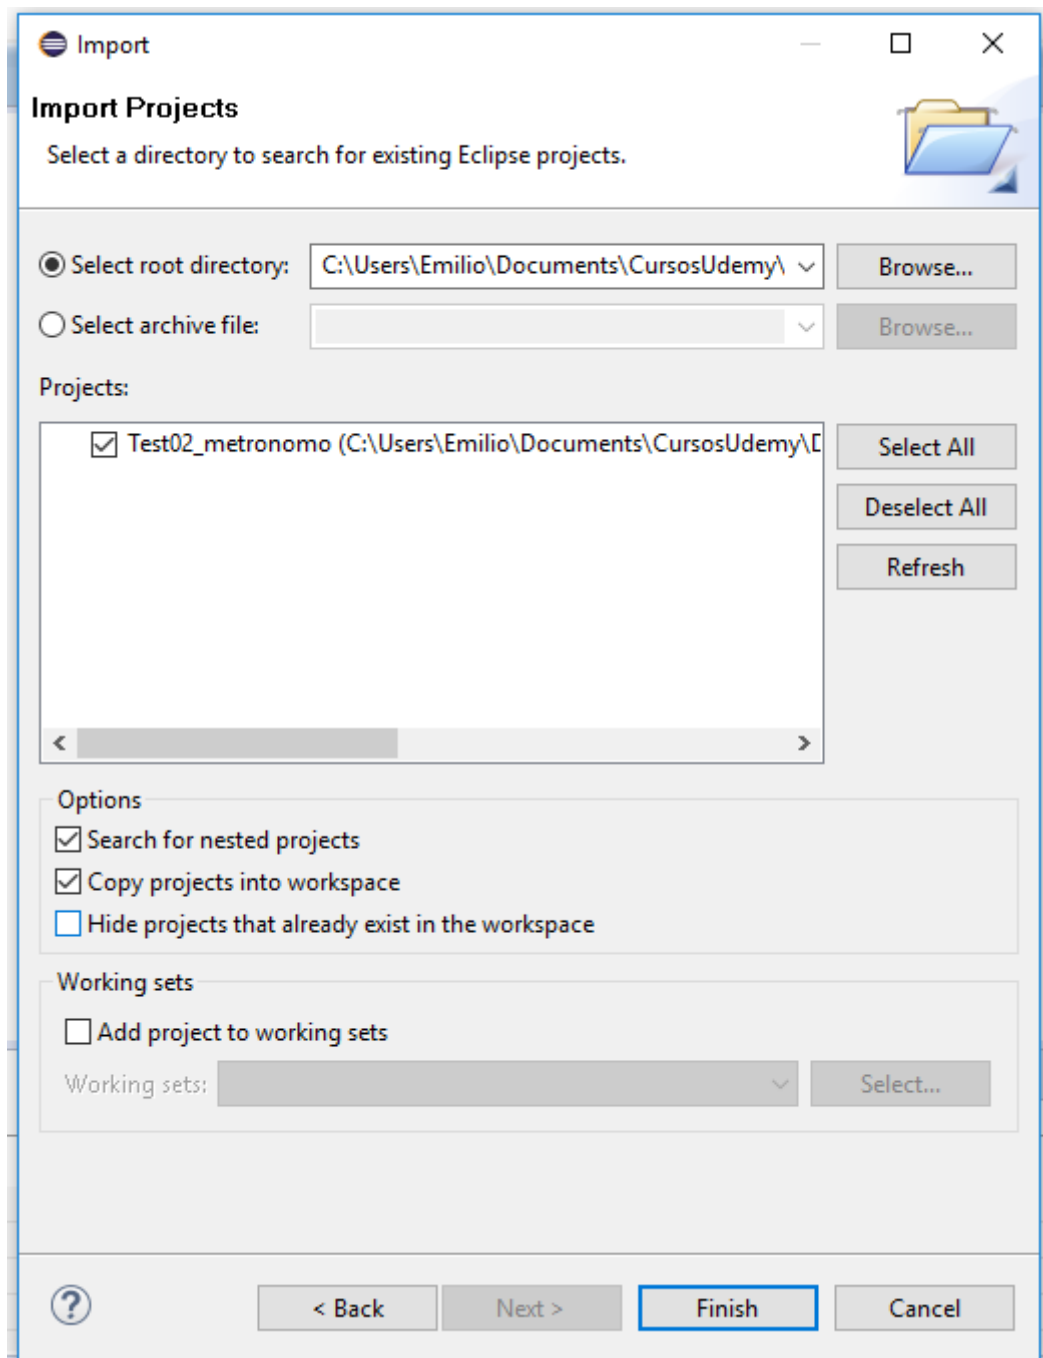 Import
Import Projects
Select a directory to search for existing Eclipse projects.
Select root directory: C:\Users\Emilio\Documents\CursosUdemy\ Browse...
Select archive file: Browse...
Projects:
Test02_metronomo (C:\Users\Emilio\Documents\CursosUdemy\D
Select All
Deselect All
Refresh
Options
Search for nested projects
Copy projects into workspace
Hide projects that already exist in the workspace
Working sets
Add project to working sets
Working sets: Select...
? < Back Next > Finish Cancel